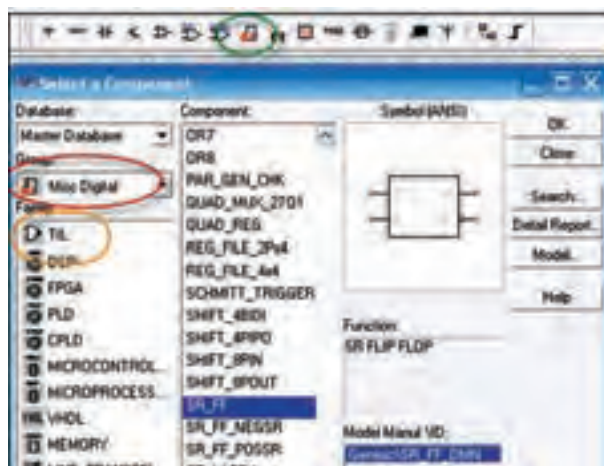 Select a Component
Database:
Master Database
Group:
Misc Digital
Family:
TIL
DSP
FPGA
PLD
CPLD
MICROCONTROL...
MICROPROCESS...
VHDL
MEMORY
Component:
OR7
OR8
PAR_GEN_CHK
QUAD_MUX_2TO1
QUAD_REG
REG_FILE_2Px4
REG_FILE_4x4
SCHMITT_TRIGGER
SHIFT_4BIDI
SHIFT_4PIPO
SHIFT_8PIN
SHIFT_8POUT
SR_FF
SR_FF_NEGSR
SR_FF_POSSR
Symbol (ANSI)
Function:
SR FLIP FLOP
Model Manuf.\ID:
Generic\SR_FF_DMN
OK
Close
Search...
Detail Report...
Model...
Help